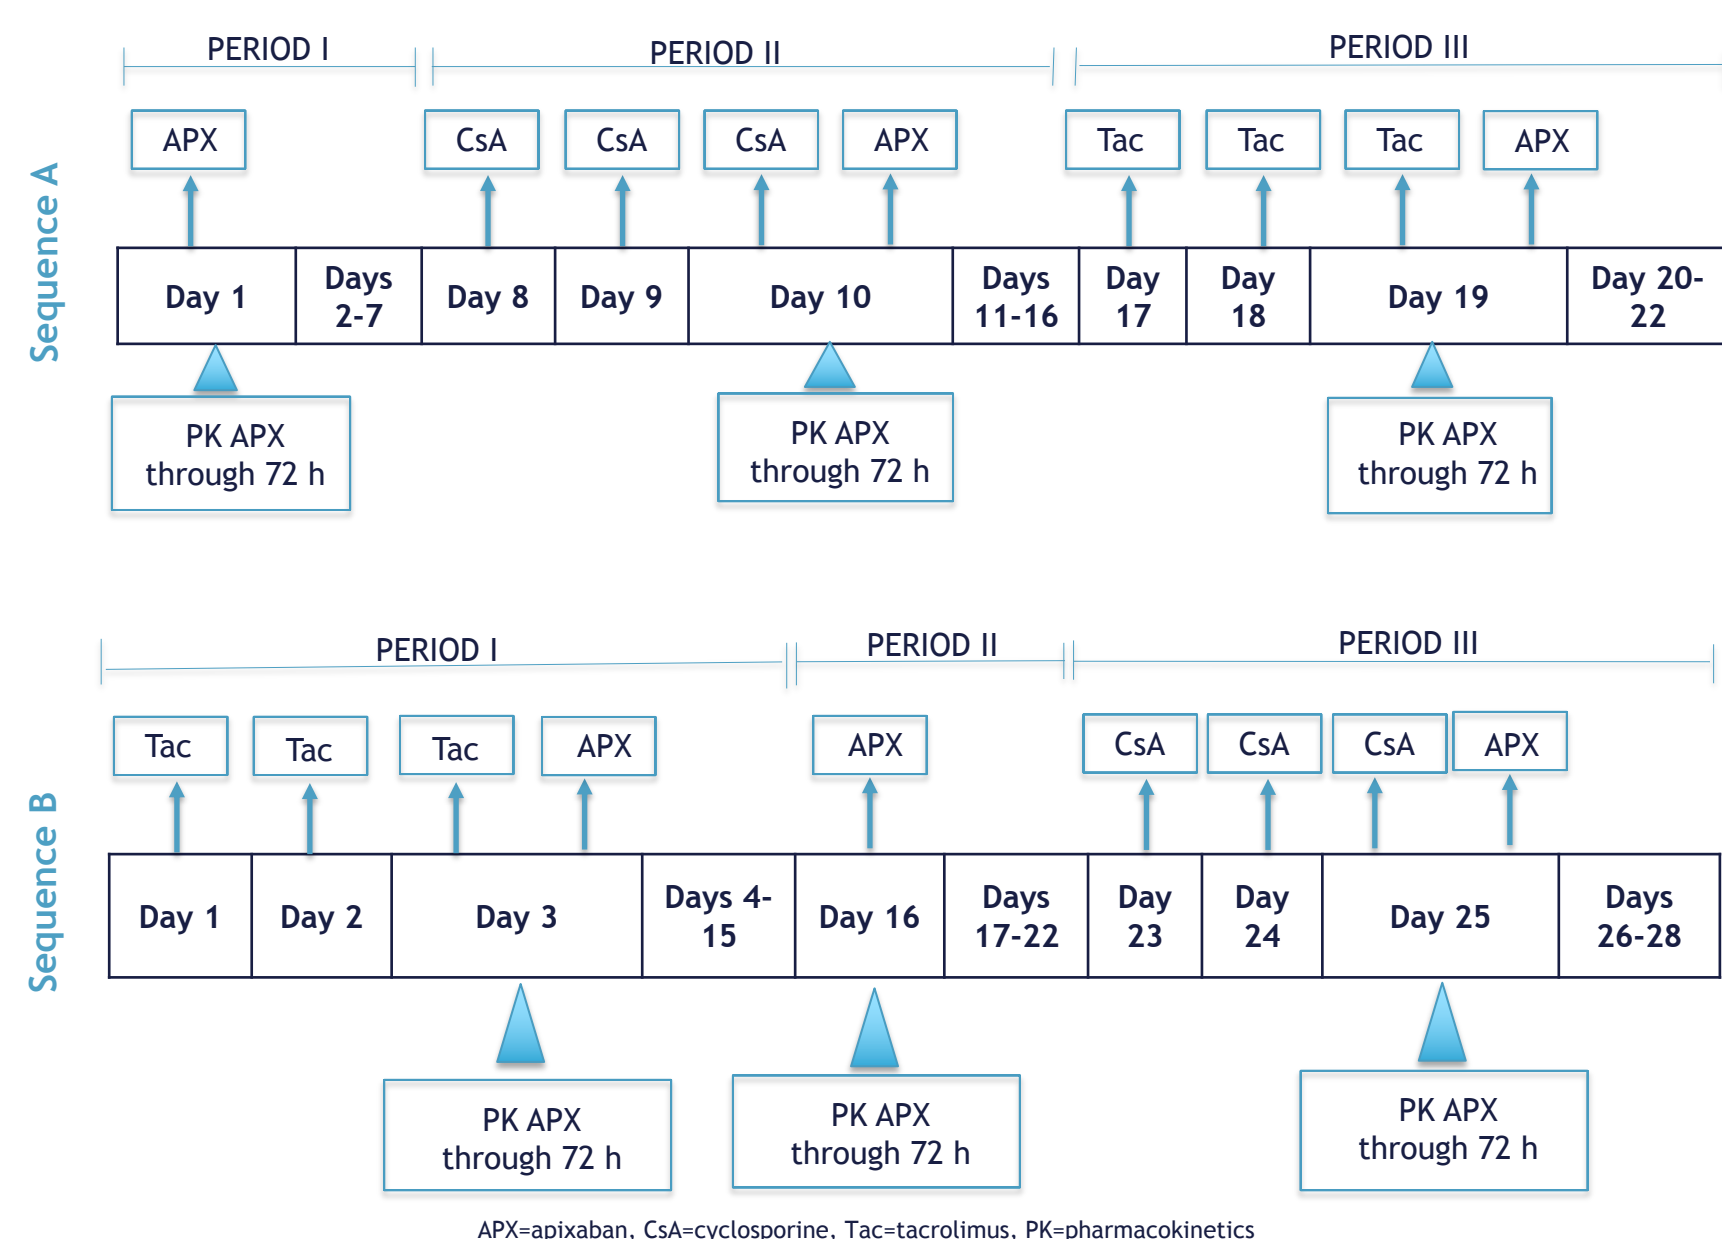 PERIOD I
PERIOD II
PERIOD III
Sequence A
APX
CsA
CsA
CsA
APX
Tac
Tac
Tac
APX
Day 1
Days
2-7
Day 8
Day 9
Day 10
Days
11-16
Day
17
Day
18
Day 19
Day 20-
22
PK APX
through 72 h
PK APX
through 72 h
PK APX
through 72 h
PERIOD I
PERIOD II
PERIOD III
Sequence B
Tac
Tac
Tac
APX
APX
CsA
CsA
CsA
APX
Day 1
Day 2
Day 3
Days 4-
15
Day 16
Days
17-22
Day
23
Day
24
Day 25
Days
26-28
PK APX
through 72 h
PK APX
through 72 h
PK APX
through 72 h
APX=apixaban, CsA=cyclosporine, Tac=tacrolimus, PK=pharmacokinetics